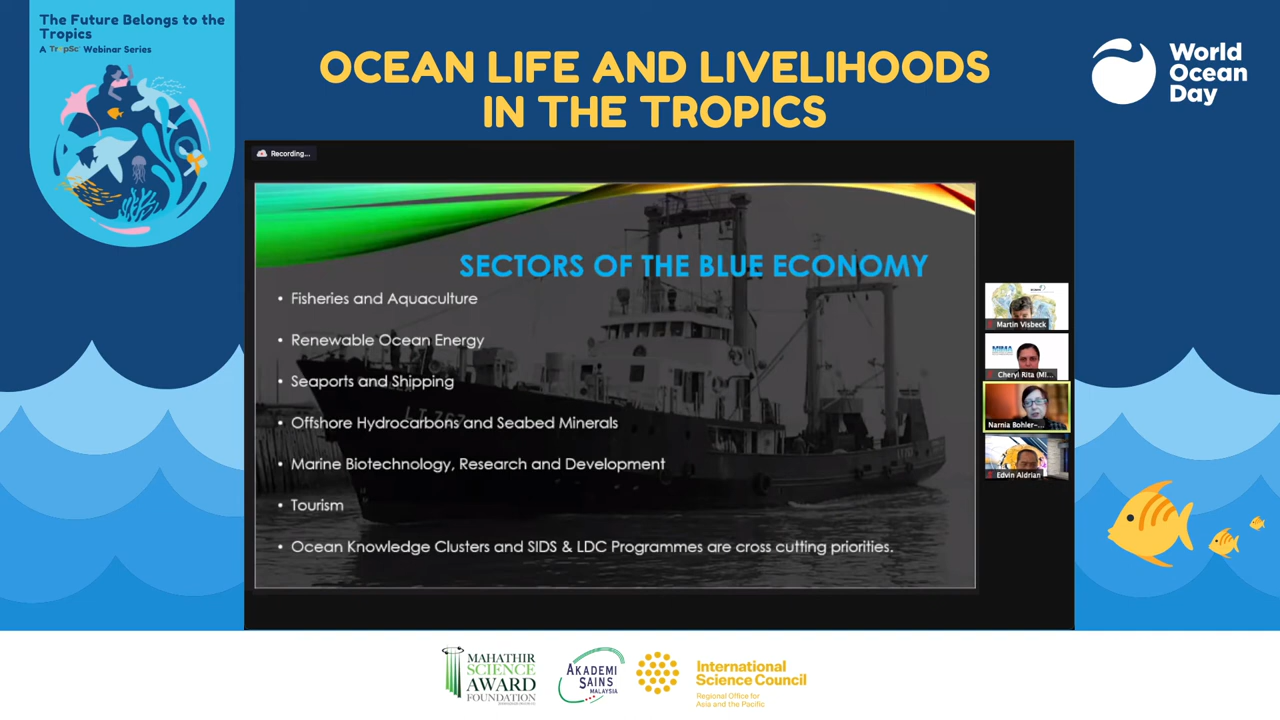 The Future Belongs to the
Tropics
A TropSc Webinar Series
OCEAN LIFE AND LIVELIHOODS
IN THE TROPICS
World
Ocean
Day
Recording...
SECTORS OF THE BLUE ECONOMY
• Fisheries and Aquaculture
• Renewable Ocean Energy
• Seaports and Shipping
• Offshore Hydrocarbons and Seabed Minerals
• Marine Biotechnology, Research and Development
• Tourism
• Ocean Knowledge Clusters and SIDS & LDC Programmes are cross cutting priorities.
Martin Visbeck
MIMA
Cheryl Rita (MI...
Narnia Bohler-...
Edvin Aldrian
MAHATHIR
SCIENCE
AWARD
FOUNDATION
AKADEMI
SAINS
MALAYSIA
International
Science Council
Regional Office for
Asia and the Pacific